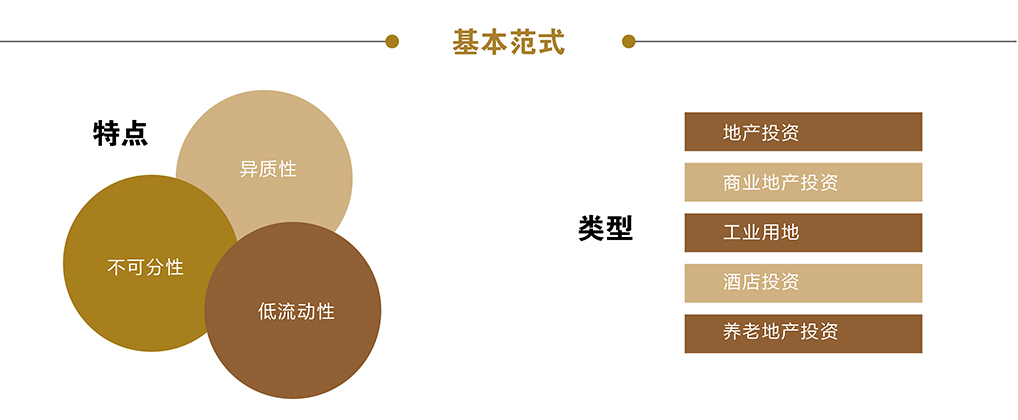 基本范式
特点
异质性
不可分性
低流动性
类型
地产投资
商业地产投资
工业用地
酒店投资
养老地产投资